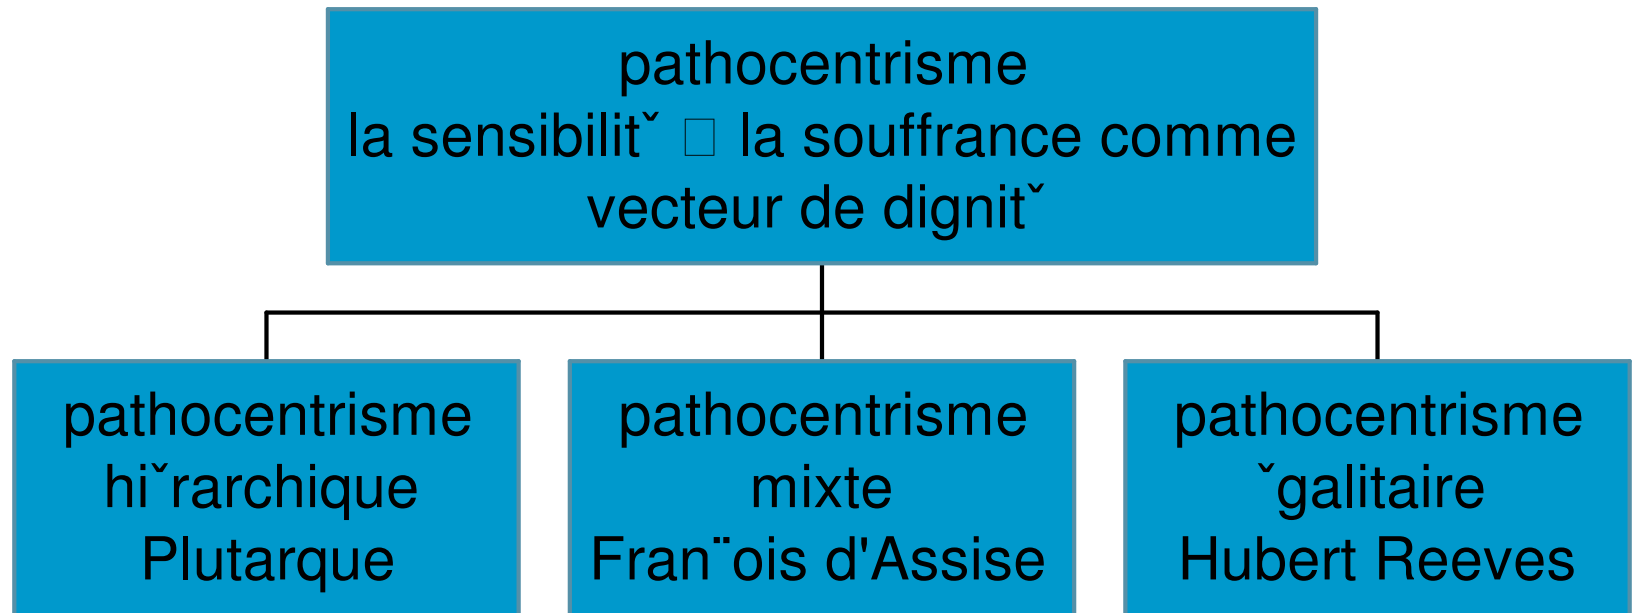 pathocentrisme
la sensibilitˇ □ la souffrance comme
vecteur de dignitˇ
pathocentrisme
hiˇrarchique
Plutarque
pathocentrisme
mixte
Fran¨ois d'Assise
pathocentrisme
ˇgalitaire
Hubert Reeves